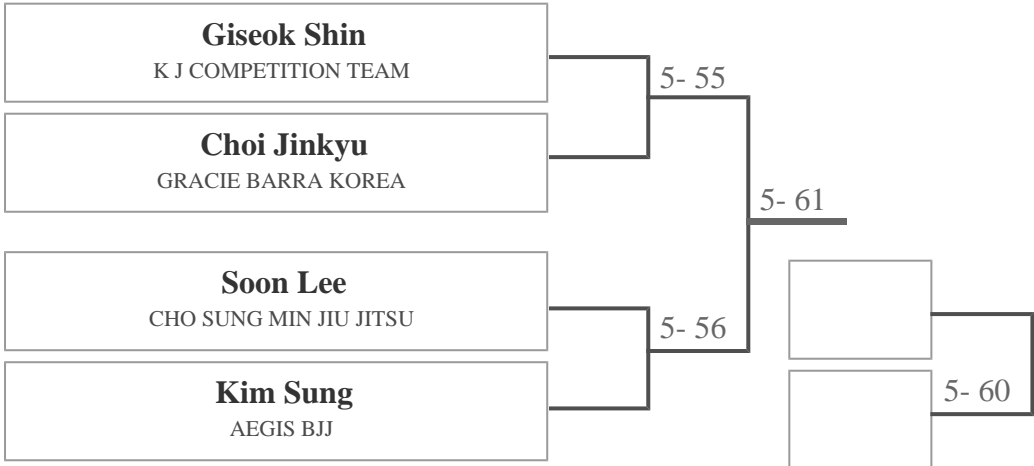 Giseok Shin
K J COMPETITION TEAM
5- 55
Choi Jinkyu
GRACIE BARRA KOREA
5- 61
Soon Lee
CHO SUNG MIN JIU JITSU
5- 56
Kim Sung
AEGIS BJJ
5- 60